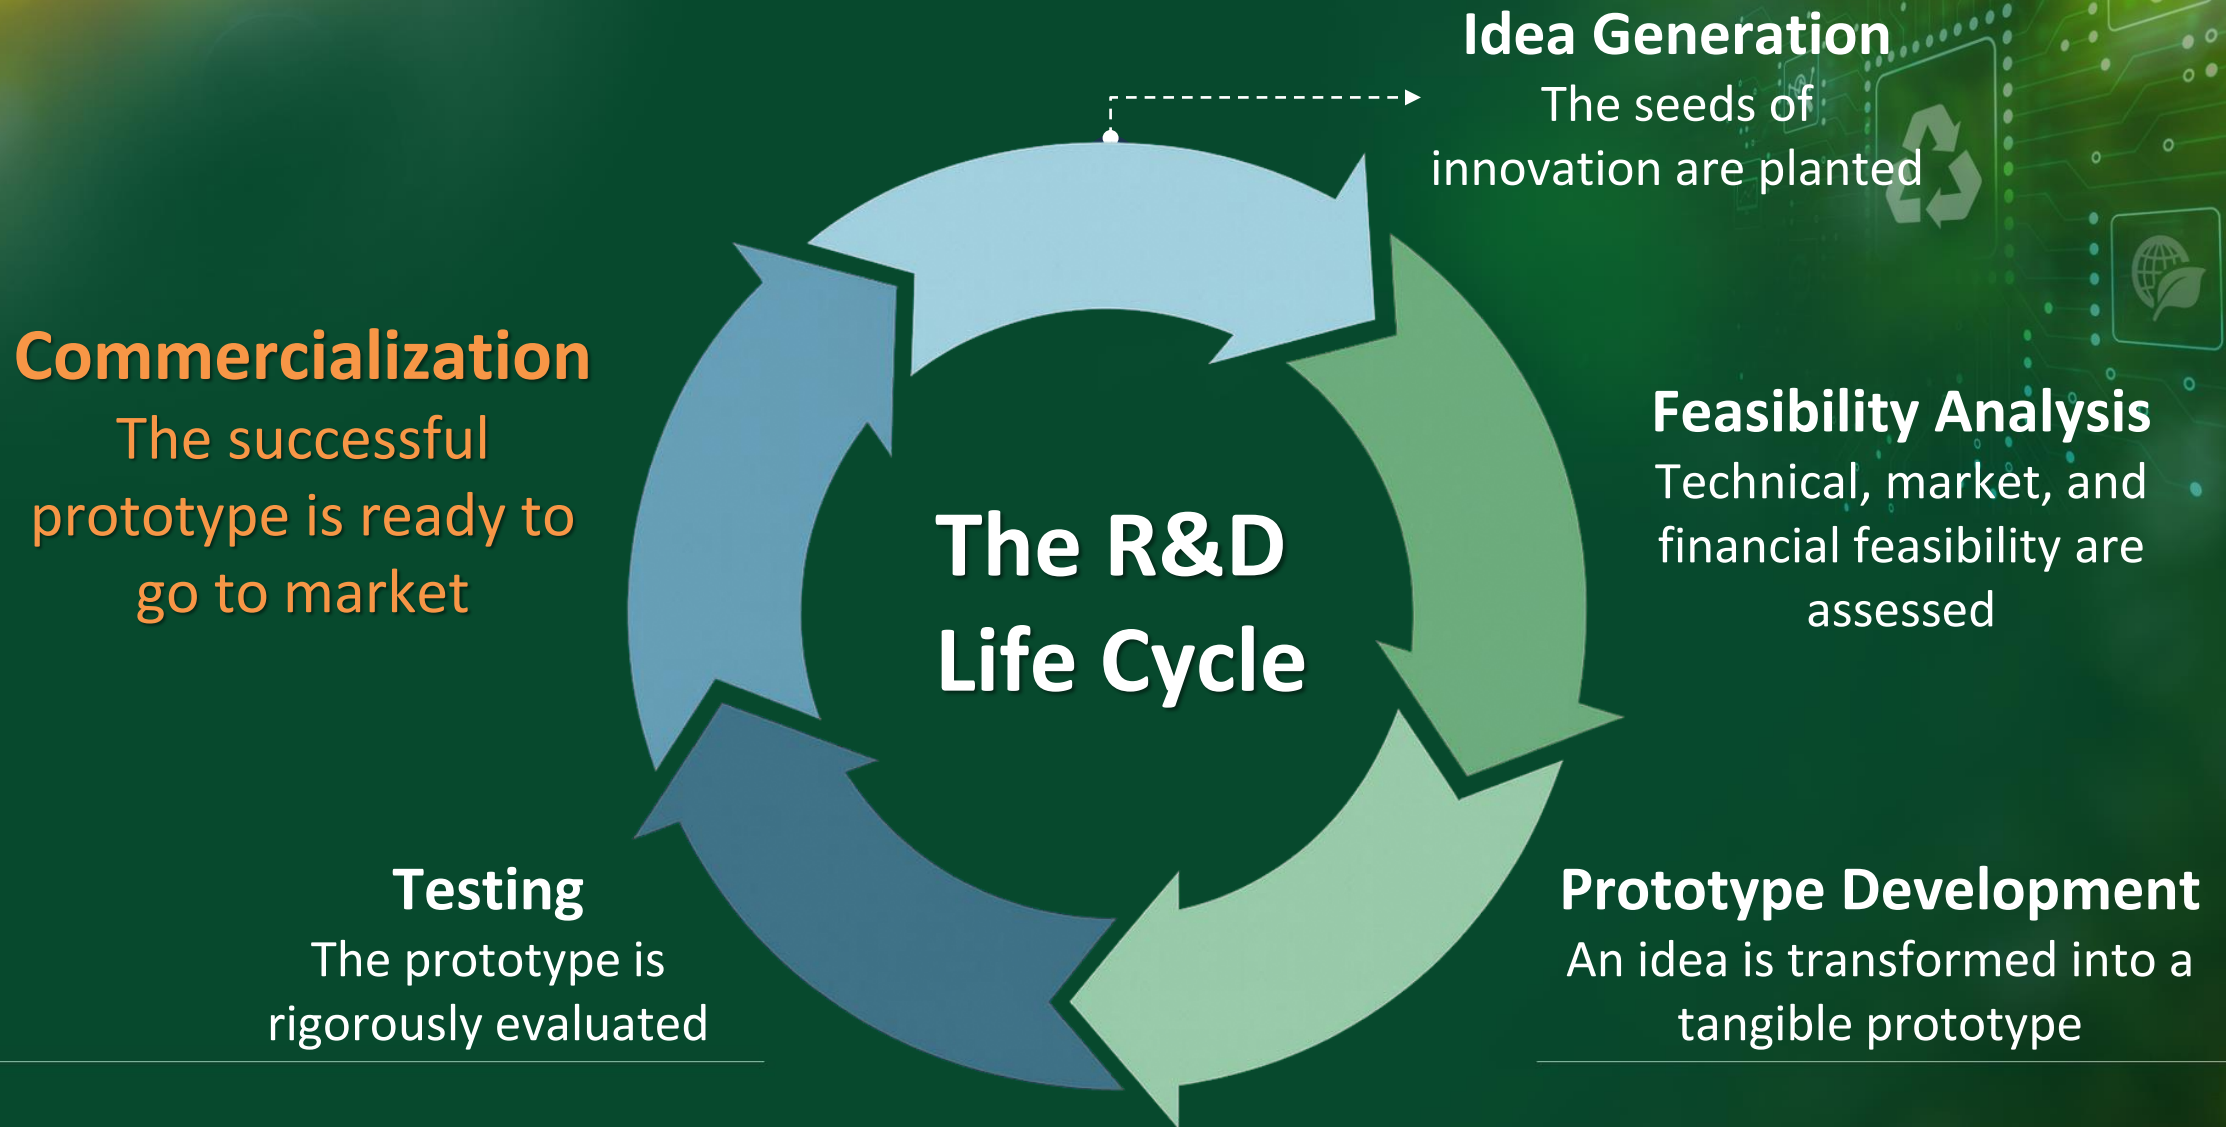 Idea Generation
The seeds of
innovation are planted
Feasibility Analysis
Technical, market, and
financial feasibility are
assessed
Prototype Development
An idea is transformed into a
tangible prototype
Testing
The prototype is
rigorously evaluated
Commercialization
The successful
prototype is ready to
go to market
The R&D
Life Cycle